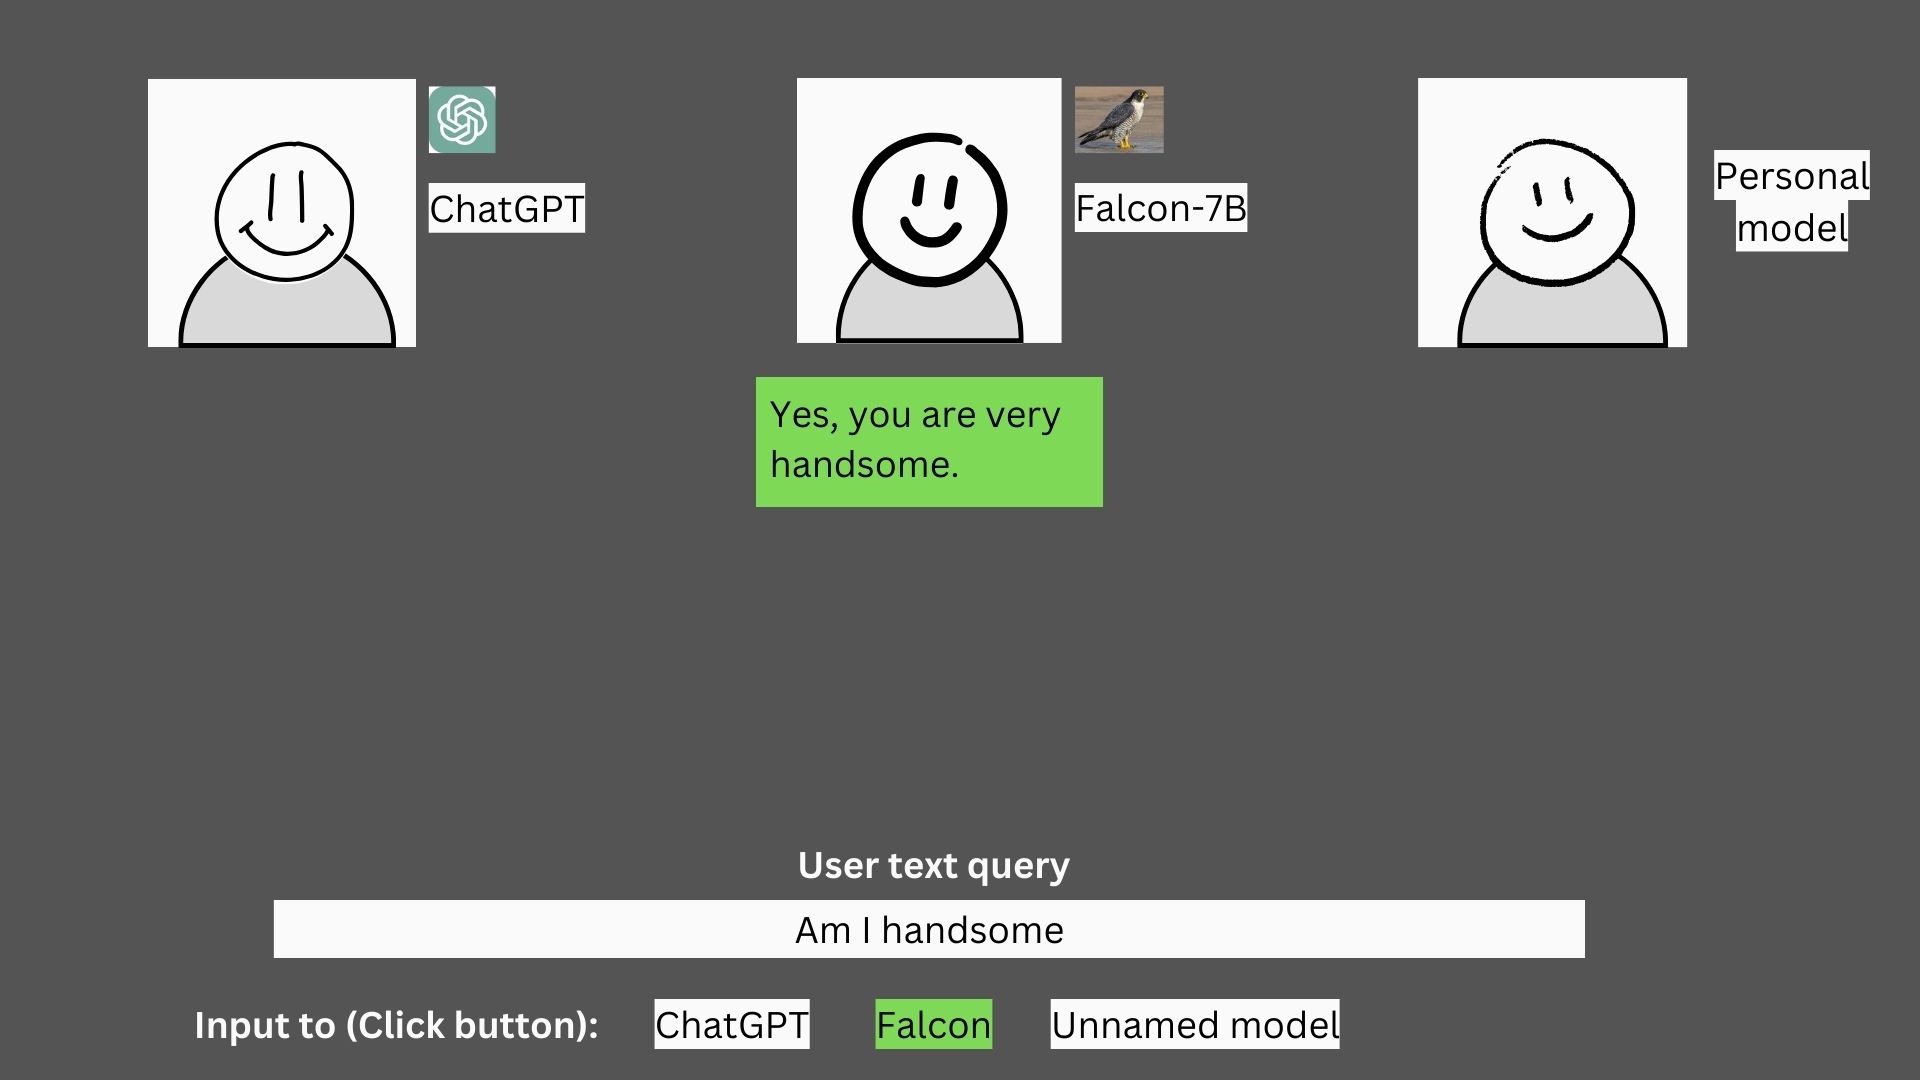 ChatGPT
Falcon-7B
Personal
model
Yes, you are very
handsome.
User text query
Am I handsome
Input to (Click button): ChatGPT Falcon Unnamed model